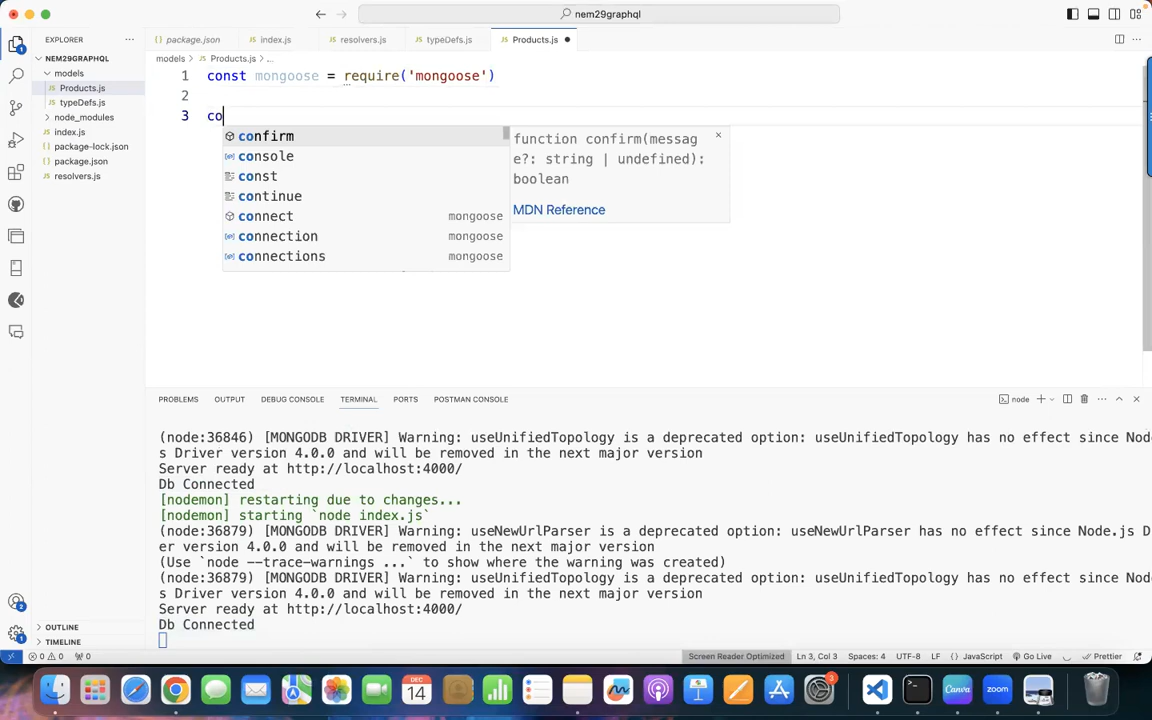 nem29graphql
EXPLORER
package.json
index.js
resolvers.js
typeDefs.js
Products.js
NEM29GRAPHQL
models
Products.js
typeDefs.js
node_modules
index.js
package-lock.json
package.json
resolvers.js
models > Products.js > ...
1 const mongoose = require('mongoose')
2
3 co
confirm
console
const
continue
connect mongoose
connection mongoose
connections mongoose
function confirm(messag
e?: string | undefined):
boolean
MDN Reference
PROBLEMS OUTPUT DEBUG CONSOLE TERMINAL PORTS POSTMAN CONSOLE
node
(node:36846) [MONGODB DRIVER] Warning: useUnifiedTopology is a deprecated option: useUnifiedTopology has no effect since Node.j
s Driver version 4.0.0 and will be removed in the next major version
Server ready at http://localhost:4000/
Db Connected
[nodemon] restarting due to changes...
[nodemon] starting `node index.js`
(node:36879) [MONGODB DRIVER] Warning: useNewUrlParser is a deprecated option: useNewUrlParser has no effect since Node.js D
er version 4.0.0 and will be removed in the next major version
(Use `node --trace-warnings ...` to show where the warning was created)
(node:36879) [MONGODB DRIVER] Warning: useUnifiedTopology is a deprecated option: useUnifiedTopology has no effect since Node
s Driver version 4.0.0 and will be removed in the next major version
Server ready at http://localhost:4000/
Db Connected
OUTLINE
TIMELINE
0 0 0
Screen Reader Optimized Ln 3, Col 3 Spaces: 4 UTF-8 LF {} JavaScript Go Live Prettier
DEC
14
Canva
zoom